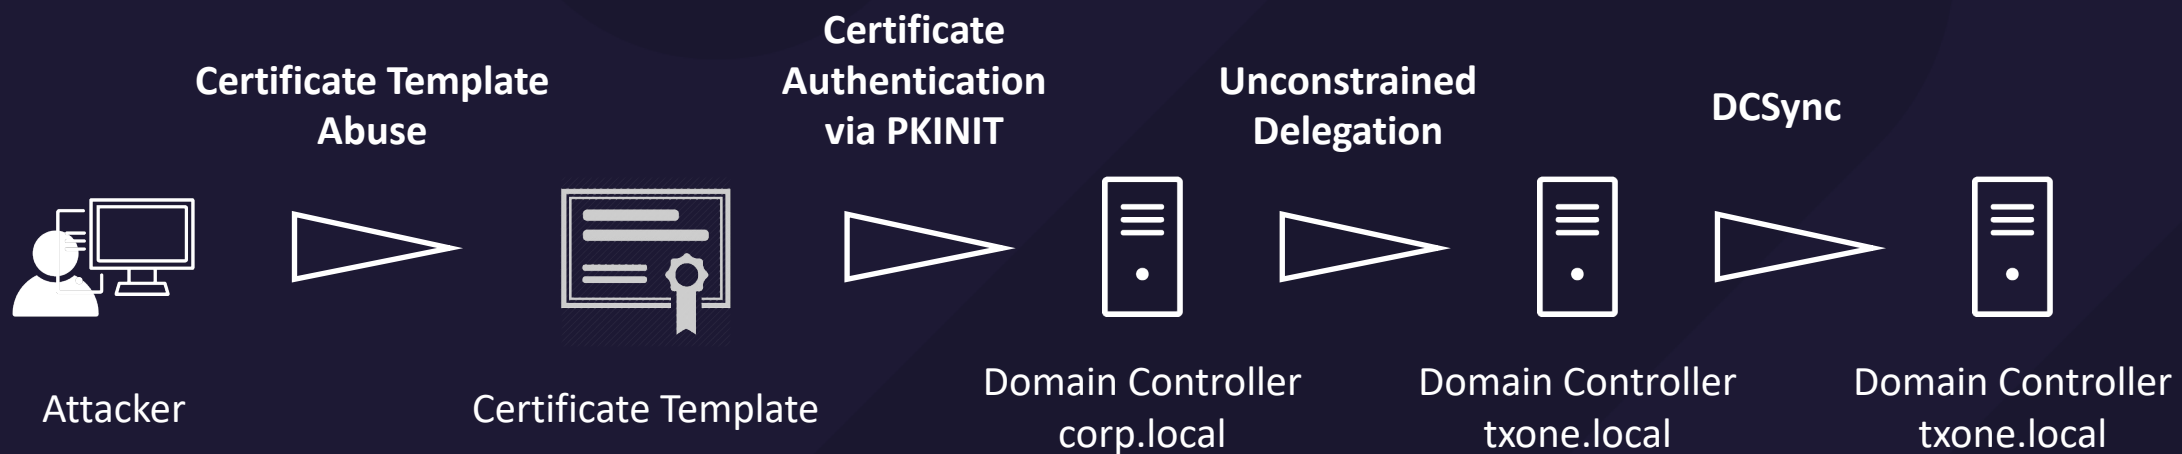 Certificate Template
Abuse
Certificate
Authentication
via PKINIT
Unconstrained
Delegation
DCSync
Attacker
Certificate Template
Domain Controller
corp.local
Domain Controller
txone.local
Domain Controller
txone.local